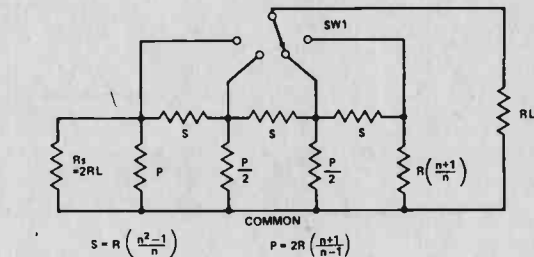 SW1
RL
S
S
S
Rs
=2RL
P
P/2
P/2
R(n+1/n)
COMMON
S = R (n²-1/n)
P = 2R (n+1/n-1)